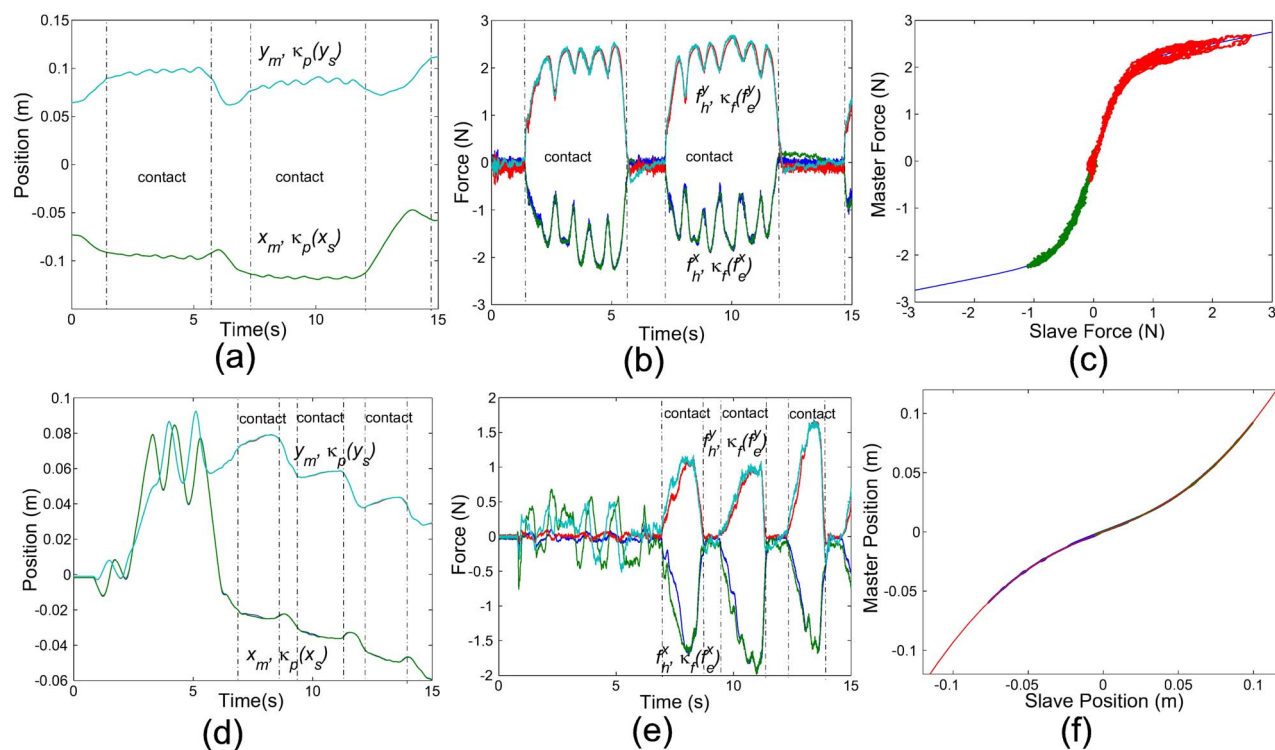 0.15
0.1
0.05
0
-0.05
-0.1
Position (m)
y_m, κ_p(y_s)
contact
contact
x_m, κ_p(x_s)
0
5
10
15
Time(s)
(a)
3
2
1
0
-1
-2
-3
Force (N)
f_h^y, κ_f(f_e^y)
contact
contact
f_h^x, κ_f(f_e^x)
0
5
10
15
Time(s)
(b)
3
2
1
0
-1
-2
-3
Master Force (N)
-3
-2
-1
0
1
2
3
Slave Force (N)
(c)
0.1
0.08
0.06
0.04
0.02
0
-0.02
-0.04
-0.06
Position (m)
contact
contact
contact
y_m, κ_p(y_s)
x_m, κ_p(x_s)
0
5
10
15
Time(s)
(d)
2
1.5
1
0.5
0
-0.5
-1
-1.5
2
Force (N)
contact
contact
contact
f_h^y, κ_f(f_e^y)
f_h^x, κ_f(f_e^x)
0
5
10
15
Time (s)
(e)
0.1
0.05
0
-0.05
-0.1
Master Position (m)
-0.1
-0.05
0
0.05
0.1
Slave Position (m)
(f)